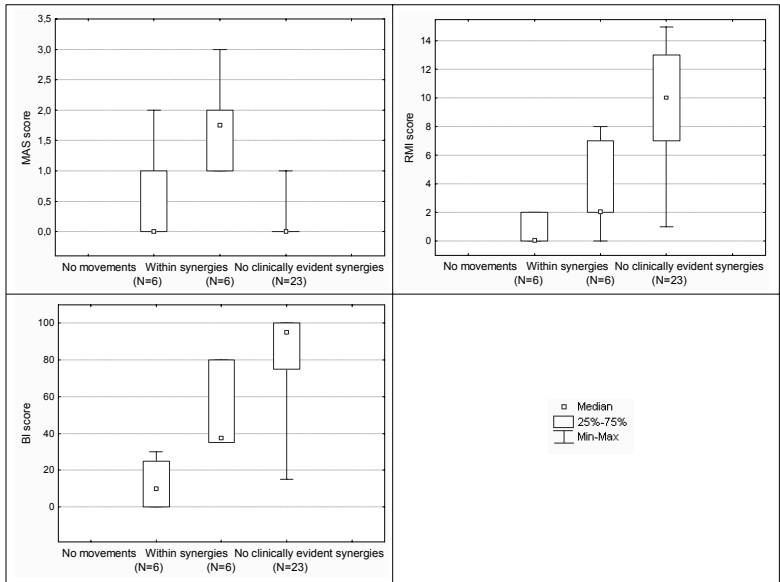 3,5
3,0
2,5
2,0
1,5
1,0
0,5
0,0
MAS score
No movements Within synergies No clinically evident synergies
(N=6) (N=6) (N=23)
14
12
10
8
6
4
2
0
RMI score
No movements Within synergies No clinically evident synergies
(N=6) (N=6) (N=23)
100
80
60
40
20
0
BI score
No movements Within synergies No clinically evident synergies
(N=6) (N=6) (N=23)
Median
25%-75%
Min-Max